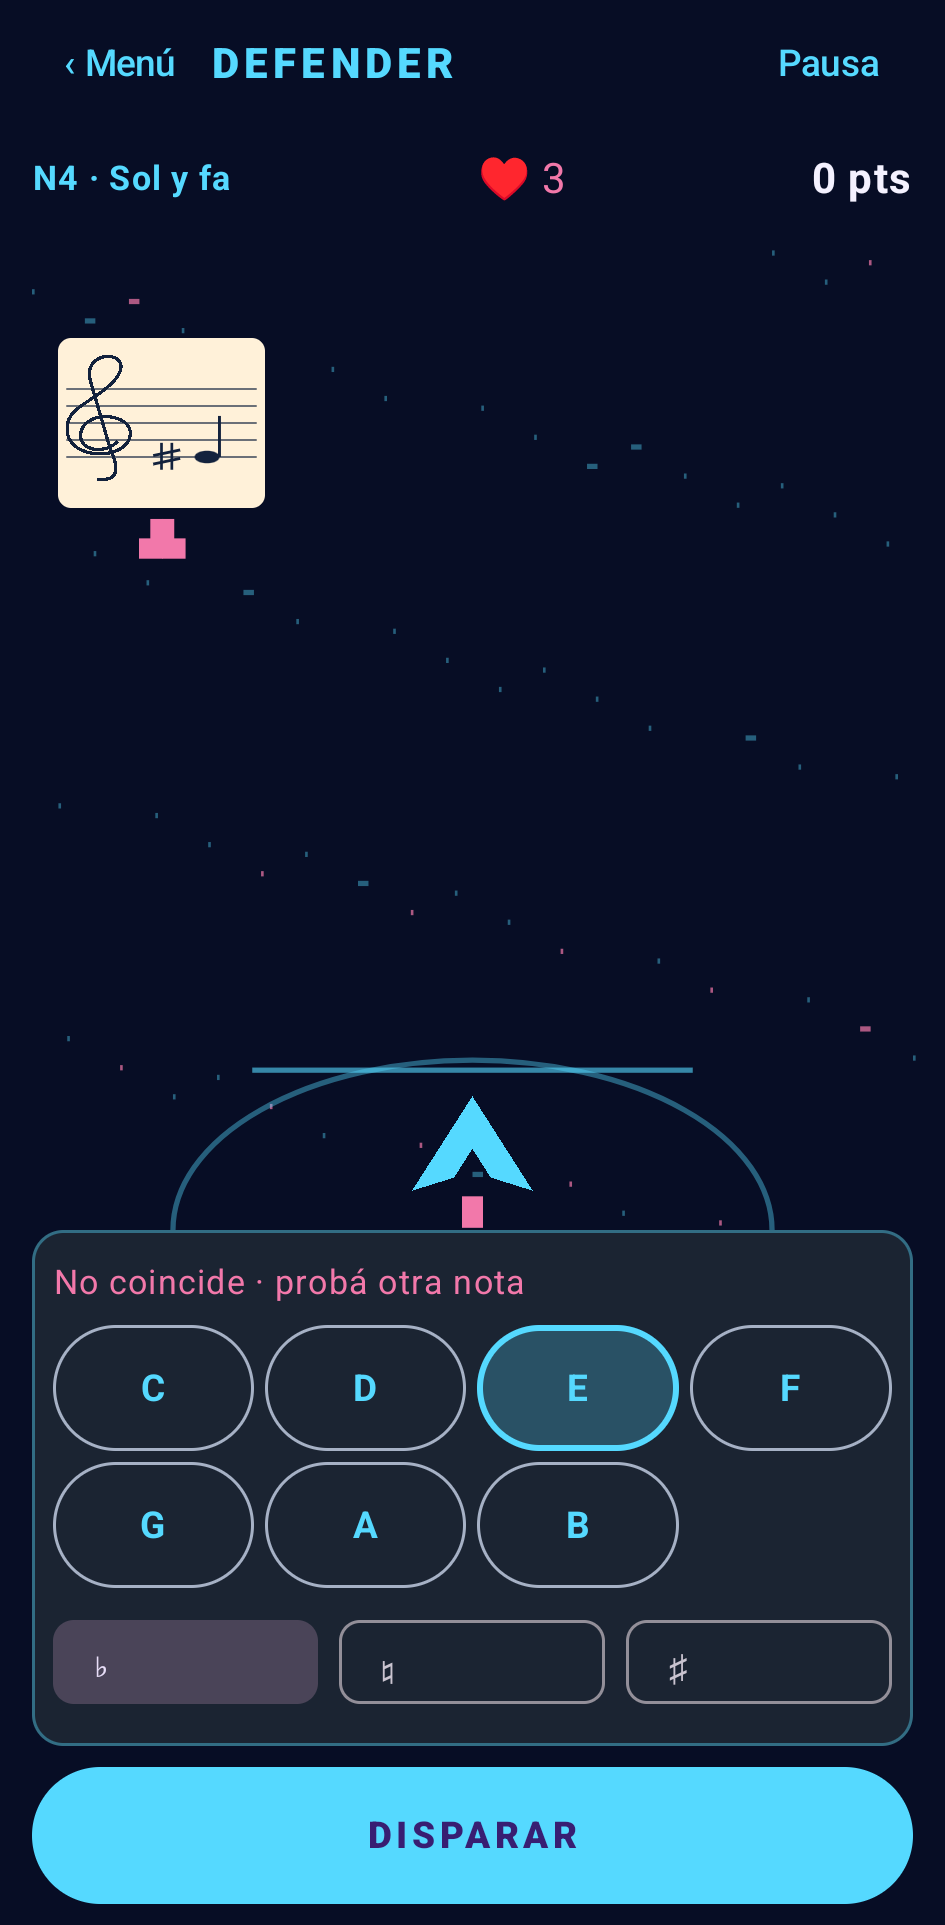 ‹ Menú DEFENDER Pausa
N4 · Sol y fa ❤️ 3 0 pts
No coincide · probá otra nota
C D E F
G A B
♭ ♮ ♯
DISPARAR